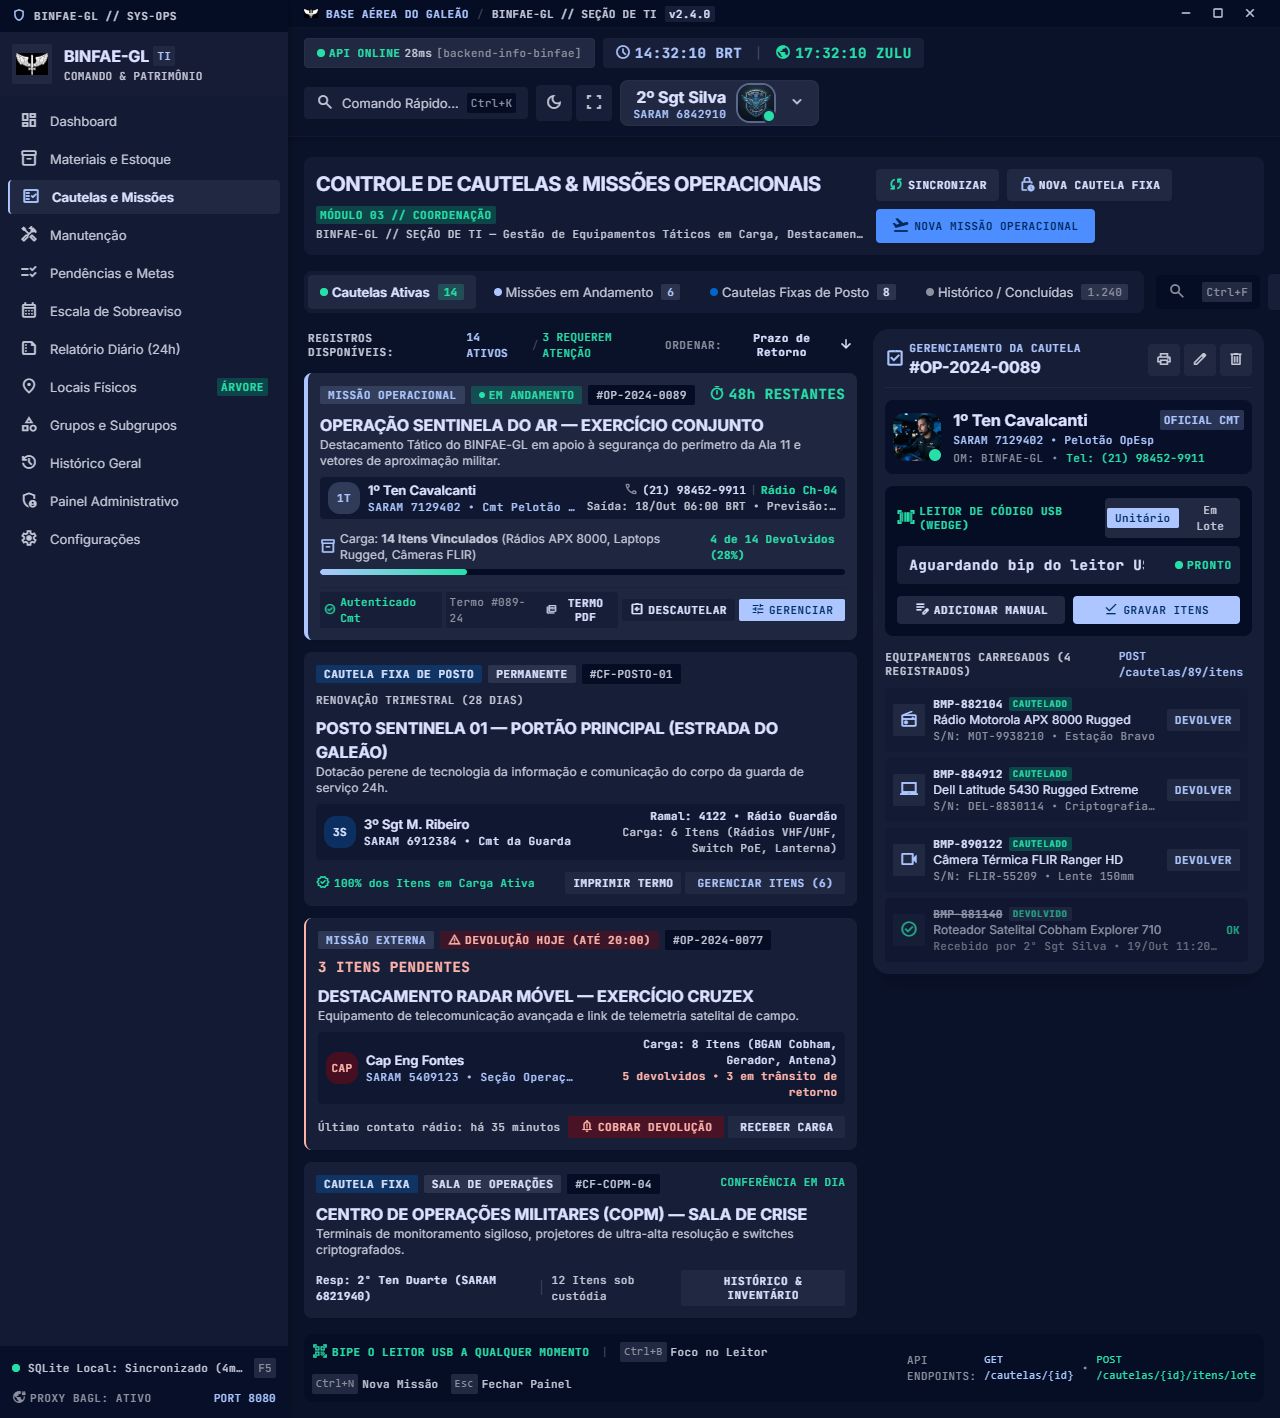 BINFAE-GL // SYS-OPS
BINFAE-GL TI
COMANDO & PATRIMÔNIO
Dashboard
Materiais e Estoque
Cautelas e Missões
Manutenção
Pendências e Metas
Escala de Sobreaviso
Relatório Diário (24h)
Locais Físicos ÁRVORE
Grupos e Subgrupos
Histórico Geral
Painel Administrativo
Configurações
SQLite Local: Sincronizado (4m… F5
PROXY BAGL: ATIVO PORT 8080
BASE AÉREA DO GALEÃO / BINFAE-GL // SEÇÃO DE TI v2.4.0
API ONLINE 28ms [backend-info-binfae] 14:32:10 BRT | 17:32:10 ZULU
Comando Rápido... Ctrl+K
2º Sgt Silva
SARAM 6842910
CONTROLE DE CAUTELAS & MISSÕES OPERACIONAIS
MÓDULO 03 // COORDENAÇÃO
BINFAE-GL // SEÇÃO DE TI — Gestão de Equipamentos Táticos em Carga, Destacamen…
SINCRONIZAR NOVA CAUTELA FIXA
NOVA MISSÃO OPERACIONAL
Cautelas Ativas 14 Missões em Andamento 6 Cautelas Fixas de Posto 8 Histórico / Concluídas 1.240 Ctrl+F
REGISTROS DISPONÍVEIS: 14 ATIVOS / 3 REQUEREM ATENÇÃO ORDENAR: Prazo de Retorno
MISSÃO OPERACIONAL EM ANDAMENTO #OP-2024-0089 48h RESTANTES
OPERAÇÃO SENTINELA DO AR — EXERCÍCIO CONJUNTO
Destacamento Tático do BINFAE-GL em apoio à segurança do perímetro da Ala 11 e
vetores de aproximação militar.
1T 1º Ten Cavalcanti (21) 98452-9911 | Rádio Ch-04
SARAM 7129402 • Cmt Pelotão … Saída: 18/Out 06:00 BRT • Previsão:…
Carga: 14 Itens Vinculados (Rádios APX 8000, Laptops
Rugged, Câmeras FLIR)
4 de 14 Devolvidos
(28%)
Autenticado
Cmt
Termo #089-
24
TERMO
PDF
DESCAUTELAR GERENCIAR
CAUTELA FIXA DE POSTO PERMANENTE #CF-POSTO-01
RENOVAÇÃO TRIMESTRAL (28 DIAS)
POSTO SENTINELA 01 — PORTÃO PRINCIPAL (ESTRADA DO
GALEÃO)
Dotacão perene de tecnologia da informação e comunicação do corpo da guarda de
serviço 24h.
3S 3º Sgt M. Ribeiro
SARAM 6912384 • Cmt da Guarda
Ramal: 4122 • Rádio Guardão
Carga: 6 Itens (Rádios VHF/UHF,
Switch PoE, Lanterna)
100% dos Itens em Carga Ativa IMPRIMIR TERMO GERENCIAR ITENS (6)
MISSÃO EXTERNA DEVOLUÇÃO HOJE (ATÉ 20:00) #OP-2024-0077
3 ITENS PENDENTES
DESTACAMENTO RADAR MÓVEL — EXERCÍCIO CRUZEX
Equipamento de telecomunicação avançada e link de telemetria satelital de campo.
CAP Cap Eng Fontes
SARAM 5409123 • Seção Operaç…
Carga: 8 Itens (BGAN Cobham,
Gerador, Antena)
5 devolvidos • 3 em trânsito de
retorno
Último contato rádio: há 35 minutos COBRAR DEVOLUÇÃO RECEBER CARGA
CAUTELA FIXA SALA DE OPERAÇÕES #CF-COPM-04 CONFERÊNCIA EM DIA
CENTRO DE OPERAÇÕES MILITARES (COPM) — SALA DE CRISE
Terminais de monitoramento sigiloso, projetores de ultra-alta resolução e switches
criptografados.
Resp: 2º Ten Duarte (SARAM
6821940)
12 Itens sob
custódia
HISTÓRICO &
INVENTÁRIO
GERENCIAMENTO DA CAUTELA
#OP-2024-0089
1º Ten Cavalcanti OFICIAL CMT
SARAM 7129402 • Pelotão OpEsp
OM: BINFAE-GL • Tel: (21) 98452-9911
LEITOR DE CÓDIGO USB
(WEDGE)
Unitário
Em
Lote
Aguardando bip do leitor US PRONTO
ADICIONAR MANUAL GRAVAR ITENS
EQUIPAMENTOS CARREGADOS (4
REGISTRADOS)
POST
/cautelas/89/itens
BMP-882104 CAUTELADO
Rádio Motorola APX 8000 Rugged
S/N: MOT-9938210 • Estação Bravo
DEVOLVER
BMP-884912 CAUTELADO
Dell Latitude 5430 Rugged Extreme
S/N: DEL-8830114 • Criptografia…
DEVOLVER
BMP-890122 CAUTELADO
Câmera Térmica FLIR Ranger HD
S/N: FLIR-55209 • Lente 150mm
DEVOLVER
BMP-881140 DEVOLVIDO
Roteador Satelital Cobham Explorer 710
Recebido por 2º Sgt Silva • 19/Out 11:20…
OK
BIPE O LEITOR USB A QUALQUER MOMENTO | Ctrl+B Foco no Leitor
Ctrl+N Nova Missão Esc Fechar Painel
API
ENDPOINTS:
GET
/cautelas/{id}
•
POST
/cautelas/{id}/itens/lote